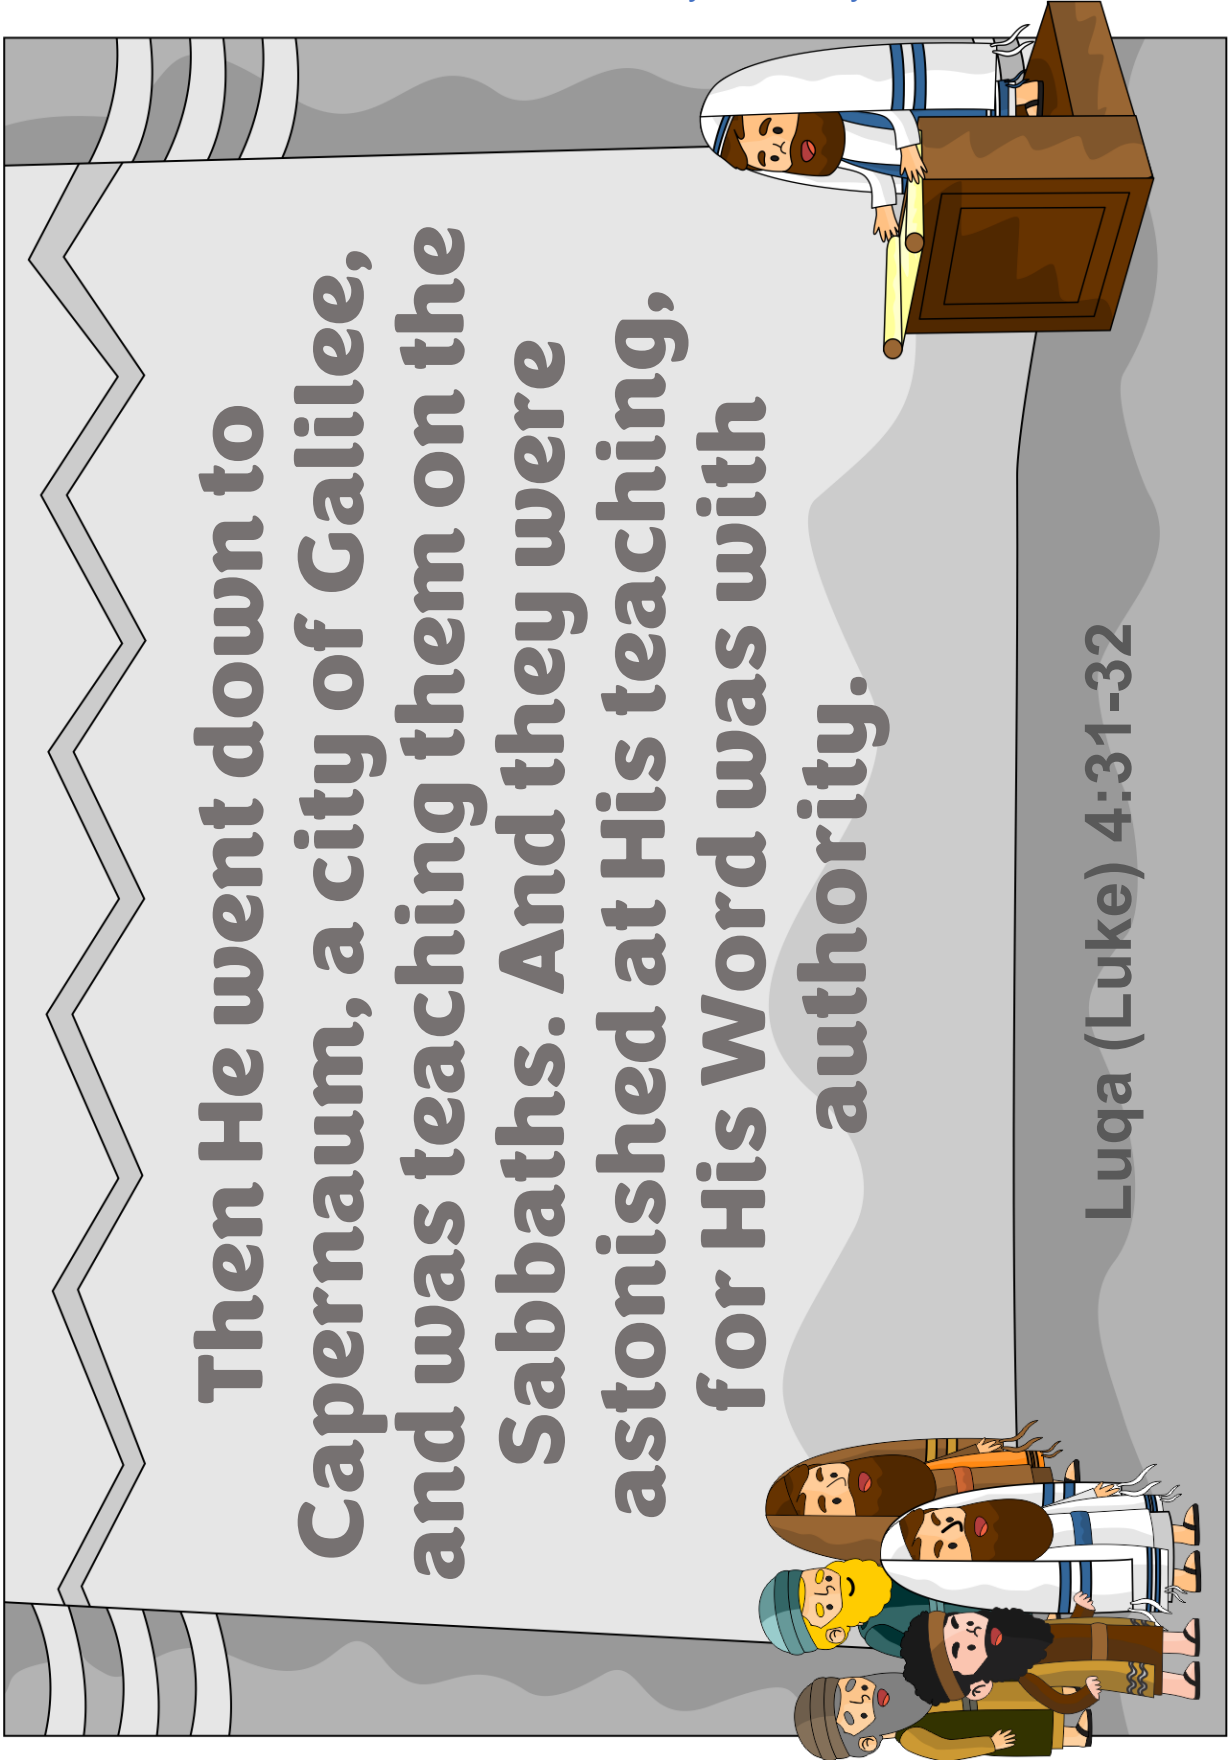 Then He went down to
Capernaum, a city of Galilee,
and was teaching them on the
Sabbaths. And they were
astonished at His teaching,
for His Word was with
authority.
Luqa (Luke) 4:31-32